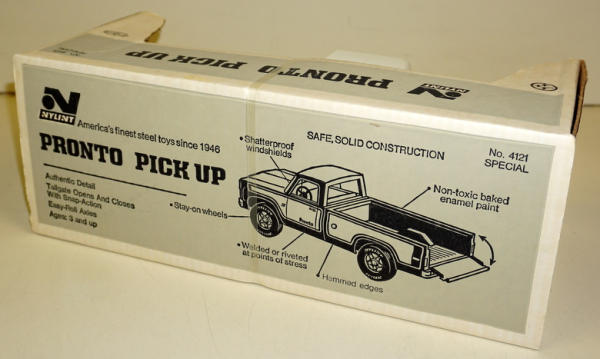 NYLINT
PRONTO PICK UP
NYLINT
America's finest steel toys since 1946
PRONTO PICK UP
Authentic Detail
Tailgate Opens And Closes
With Snap-Action
Easy-Roll Axles
Ages: 3 and up
SAFE, SOLID CONSTRUCTION
No. 4121
SPECIAL
•Shatterproof
windshields
•Non-toxic baked
enamel paint
•Stay-on wheels
•Welded or riveted
at points of stress
Hemmed edges